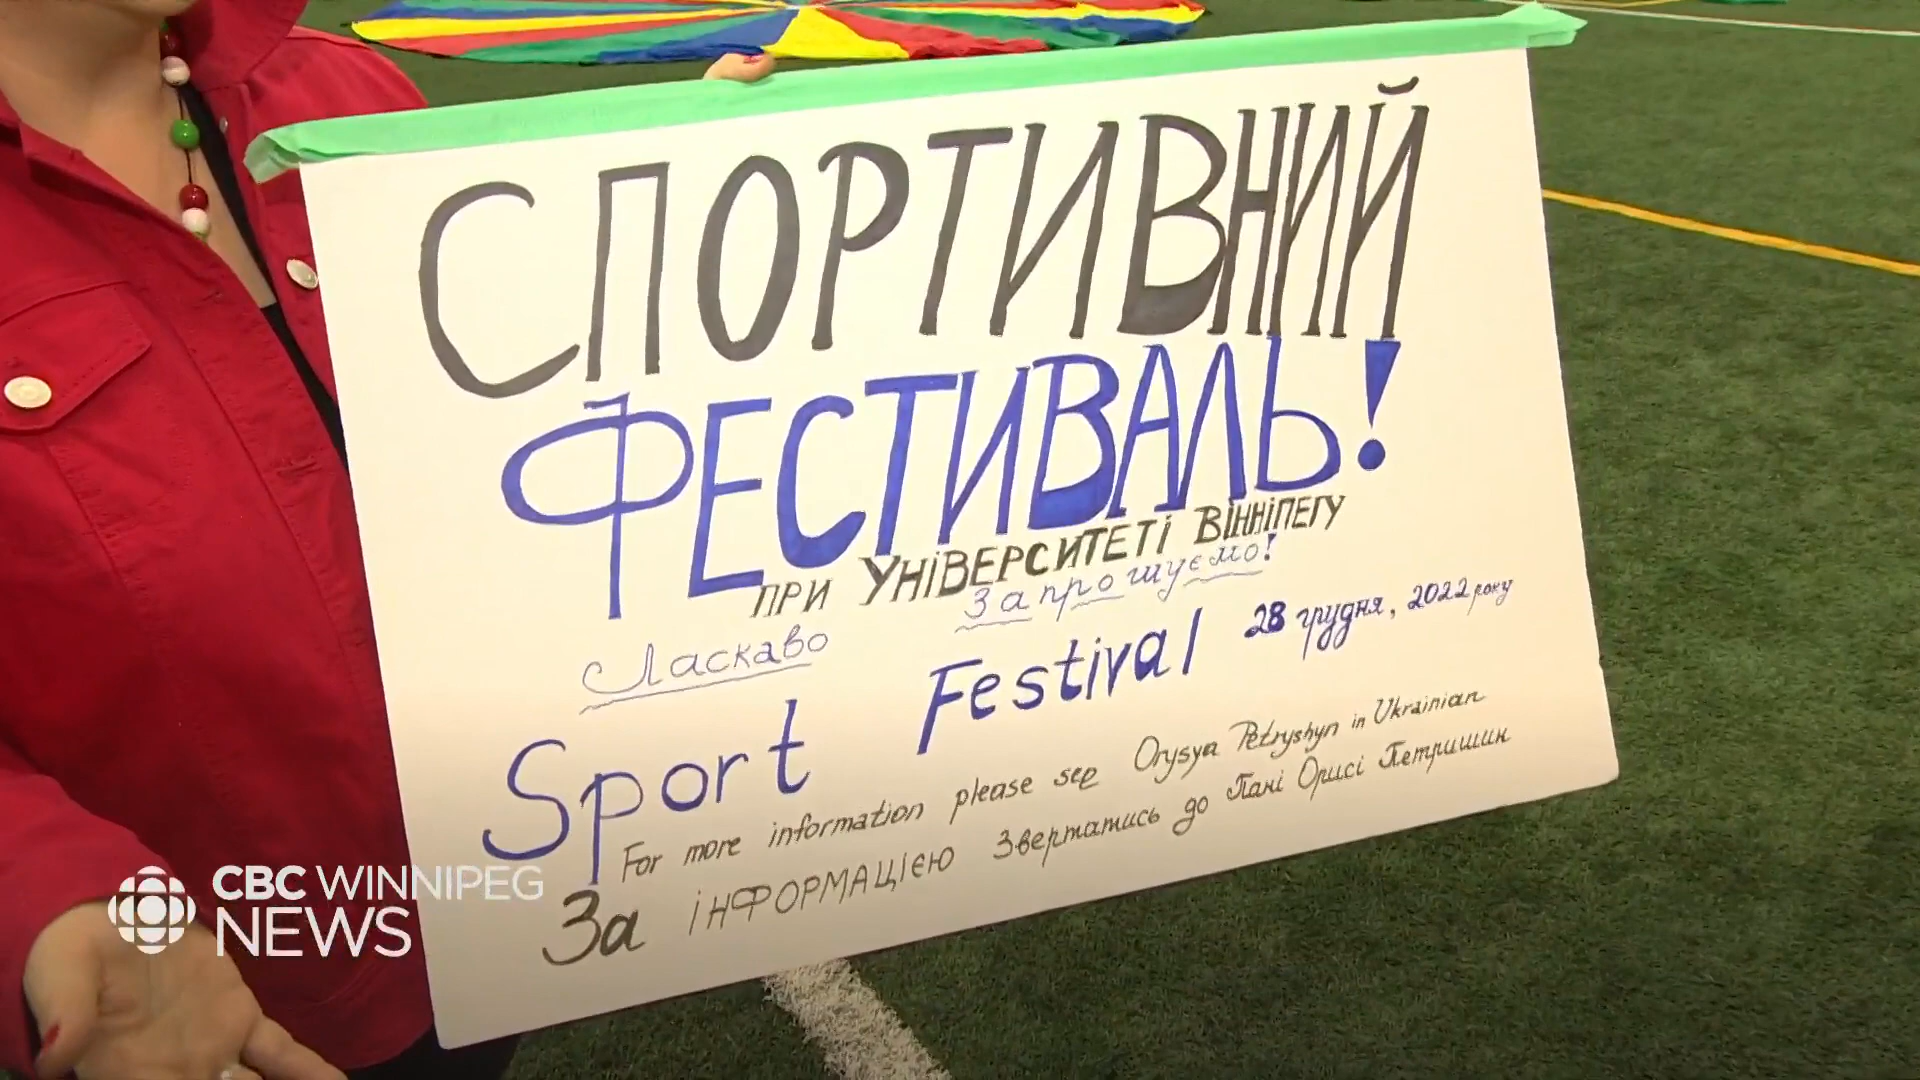 СПОРТИВНИЙ
ФЕСТИВАЛЬ!
ПРИ УНІВЕРСИТЕТІ ВІННІПЕГУ
Ласкаво запрошуємо!
28 грудня, 2022 року
Sport Festival
For more information please see Orysya Petryshyn in Ukrainian
За ІНФОРМАЦІЄЮ Звертатись до Пані Орисі Петришин
CBC WINNIPEG
NEWS